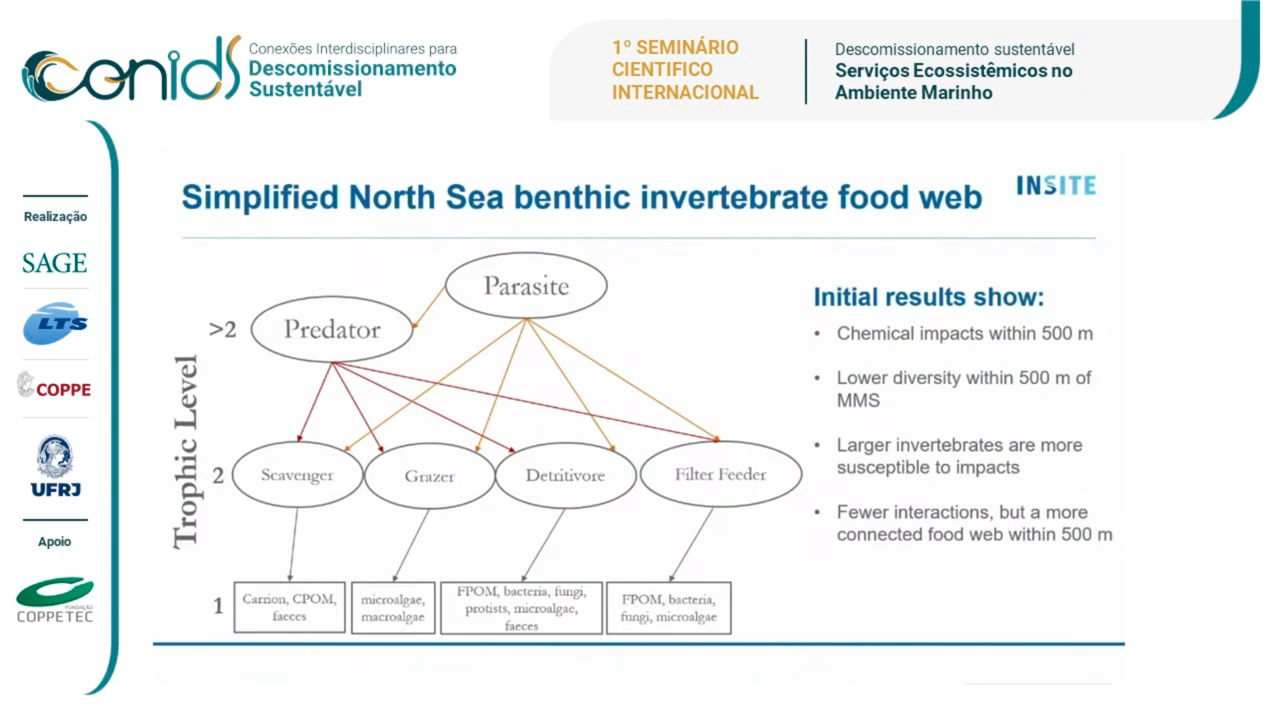 conids
Conexões Interdisciplinares para
Descomissionamento
Sustentável
1º SEMINÁRIO
CIENTIFICO
INTERNACIONAL
Descomissionamento sustentável
Serviços Ecossistêmicos no
Ambiente Marinho
Realização
SAGE
LTS
COPPE
UFRJ
Apoio
FUNDAÇÃO
COPPETEC
Simplified North Sea benthic invertebrate food web
INSITE
Trophic Level
>2
Predator
Parasite
2
Scavenger
Grazer
Detritivore
Filter Feeder
1
Carrion, CPOM,
faeces
microalgae,
macroalgae
FPOM, bacteria, fungi,
protists, microalgae,
faeces
FPOM, bacteria,
fungi, microalgae
Initial results show:
• Chemical impacts within 500 m
• Lower diversity within 500 m of
MMS
• Larger invertebrates are more
susceptible to impacts
• Fewer interactions, but a more
connected food web within 500 m